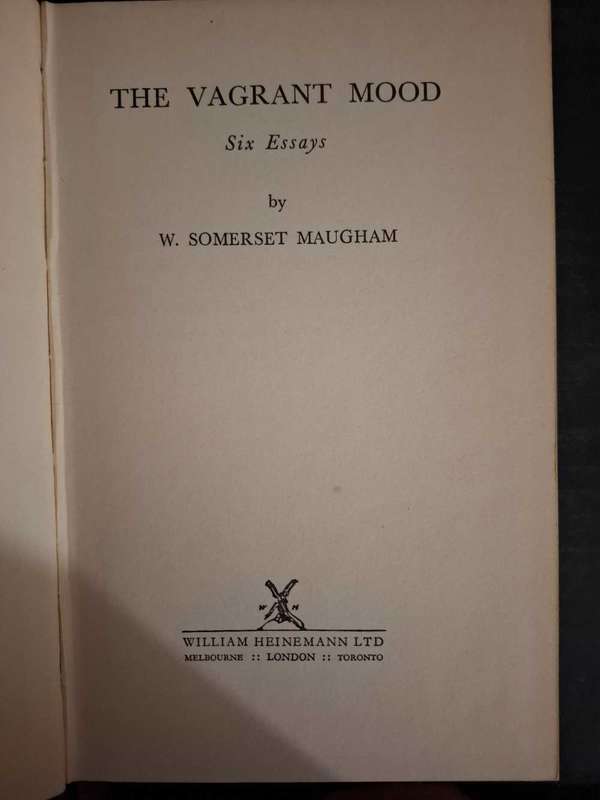 THE VAGRANT MOOD
Six Essays
by
W. SOMERSET MAUGHAM
W H
WILLIAM HEINEMANN LTD
MELBOURNE :: LONDON :: TORONTO